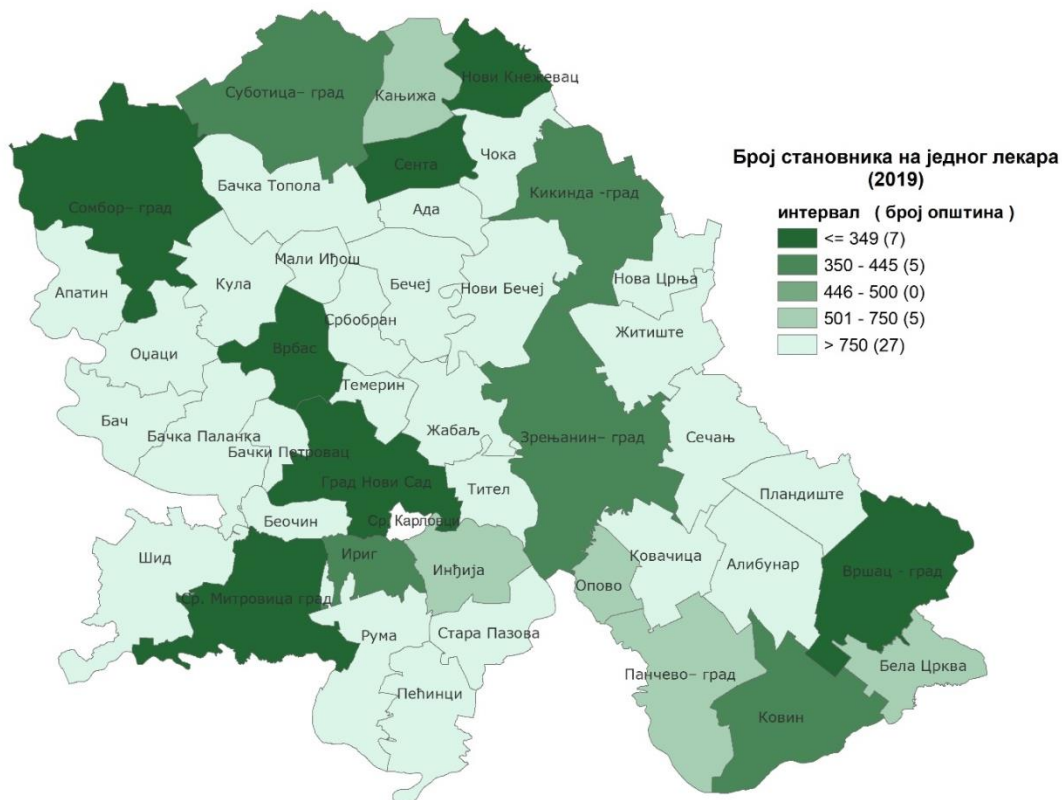 Нови Кнежевац
Суботица– град
Кањижа
Сента
Чока
Бачка Топола
Кикинда -град
Сомбор– град
Ада
Мали Иђош
Бечеј
Нови Бечеј
Нова Црња
Апатин
Кула
Србобран
Житиште
Оџаци
Врбас
Темерин
Бач
Бачка Паланка
Жабаљ
Зрењанин– град
Сечањ
Бачки Петровац
Град Нови Сад
Тител
Пландиште
Беочин
Ср. Карловци
Шид
Ириг
Инђија
Ковачица
Алибунар
Вршац - град
Опово
Ср. Митровица град
Рума
Стара Пазова
Бела Црква
Панчево– град
Пећинци
Ковин
Број становника на једног лекара
(2019)
интервал ( број општина )
<= 349 (7)
350 - 445 (5)
446 - 500 (0)
501 - 750 (5)
> 750 (27)